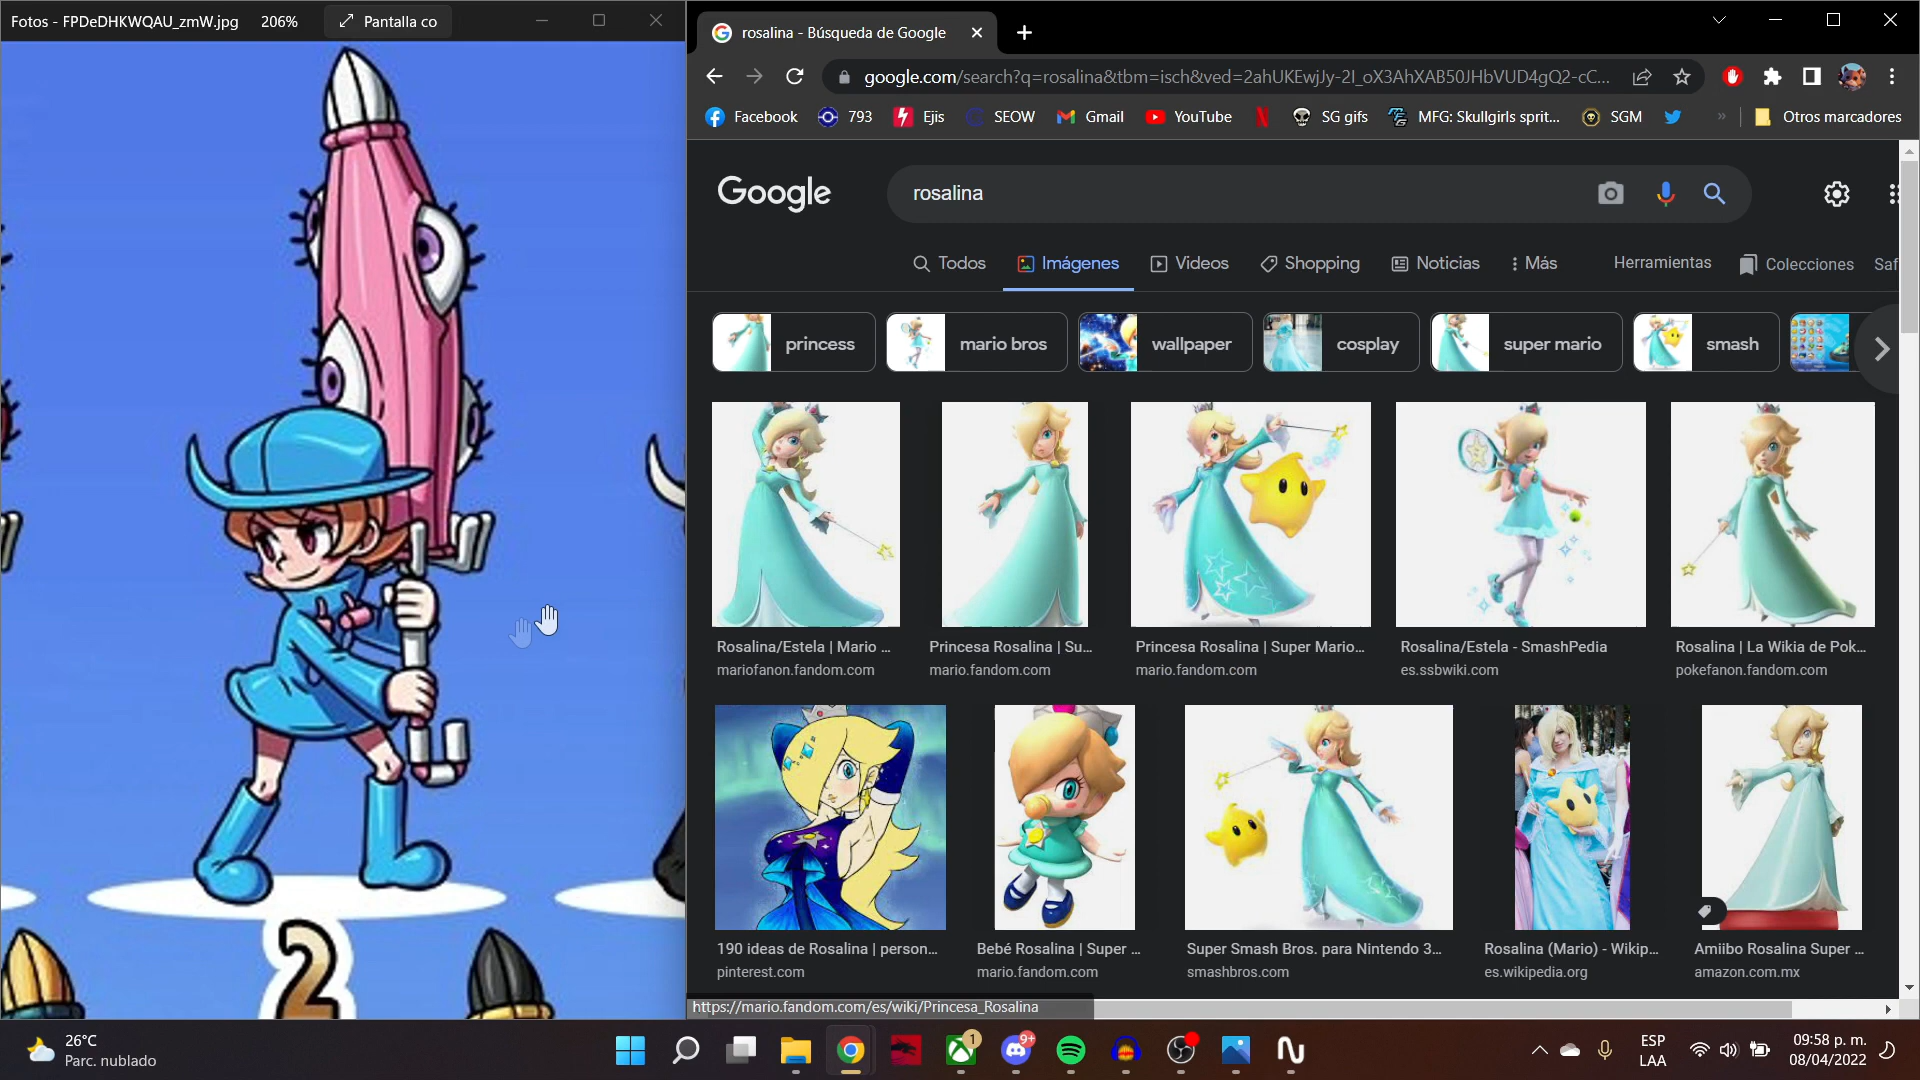 Fotos - FPDeDHKWQAU_zmW.jpg 206% Pantalla co
2
rosalina - Búsqueda de Google
google.com/search?q=rosalina&tbm=isch&ved=2ahUKEwjJy-2I_oX3AhXAB50JHbVUD4gQ2-cC...
Facebook 793 Ejis SEOW Gmail YouTube SG gifs MFG: Skullgirls sprit... SGM » Otros marcadores
Google
rosalina
Todos Imágenes Videos Shopping Noticias Más Herramientas Colecciones Saf
princess mario bros wallpaper cosplay super mario smash
Rosalina/Estela | Mario ...
mariofanon.fandom.com
Princesa Rosalina | Su...
mario.fandom.com
Princesa Rosalina | Super Mario...
mario.fandom.com
Rosalina/Estela - SmashPedia
es.ssbwiki.com
Rosalina | La Wikia de Pok...
pokefanon.fandom.com
190 ideas de Rosalina | person...
pinterest.com
Bebé Rosalina | Super ...
mario.fandom.com
Super Smash Bros. para Nintendo 3...
smashbros.com
Rosalina (Mario) - Wikip...
es.wikipedia.org
Amiibo Rosalina Super ...
amazon.com.mx
https://mario.fandom.com/es/wiki/Princesa_Rosalina
26°C
Parc. nublado
1
9+
ESP
LAA
09:58 p. m.
08/04/2022